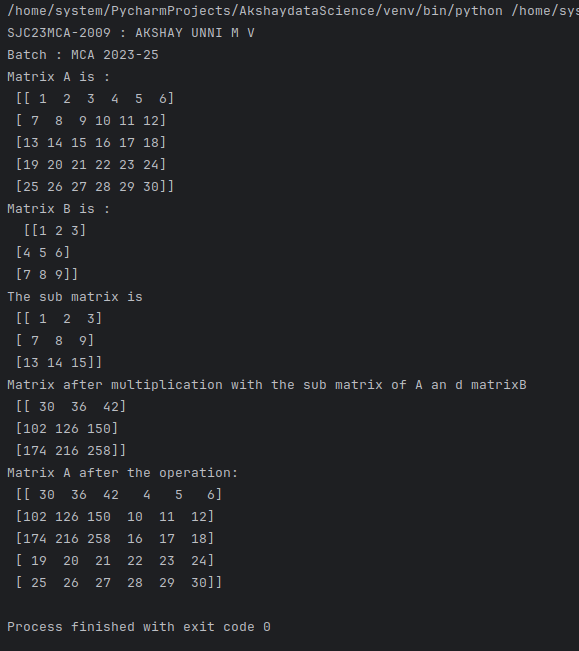 /home/system/PycharmProjects/AkshaydataScience/venv/bin/python /home/sys
SJC23MCA-2009 : AKSHAY UNNI M V
Batch : MCA 2023-25
Matrix A is :
 [[ 1  2  3  4  5  6]
 [ 7  8  9 10 11 12]
 [13 14 15 16 17 18]
 [19 20 21 22 23 24]
 [25 26 27 28 29 30]]
Matrix B is :
  [[1 2 3]
 [4 5 6]
 [7 8 9]]
The sub matrix is
 [[ 1  2  3]
 [ 7  8  9]
 [13 14 15]]
Matrix after multiplication with the sub matrix of A an d matrixB
 [[ 30  36  42]
 [102 126 150]
 [174 216 258]]
Matrix A after the operation:
 [[ 30  36  42   4   5   6]
 [102 126 150  10  11  12]
 [174 216 258  16  17  18]
 [ 19  20  21  22  23  24]
 [ 25  26  27  28  29  30]]
Process finished with exit code 0